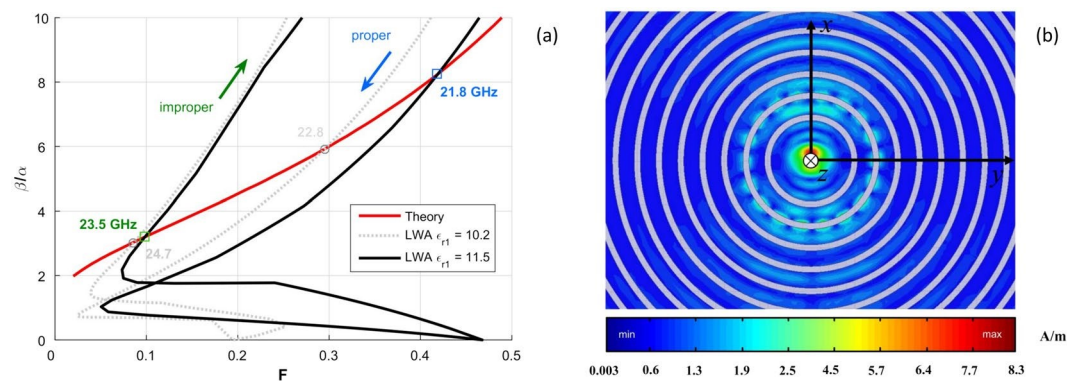 10
8
6
4
2
0
βlα
0
0.1
0.2
0.3
0.4
0.5
F
improper
proper
21.8 GHz
22.8
23.5 GHz
24.7
Theory
LWA ϵr1 = 10.2
LWA ϵr1 = 11.5
(a)
x
y
z
(b)
min
max
A/m
0.003 0.6 1.3 1.9 2.5 4.5 5.7 6.4 7.7 8.3